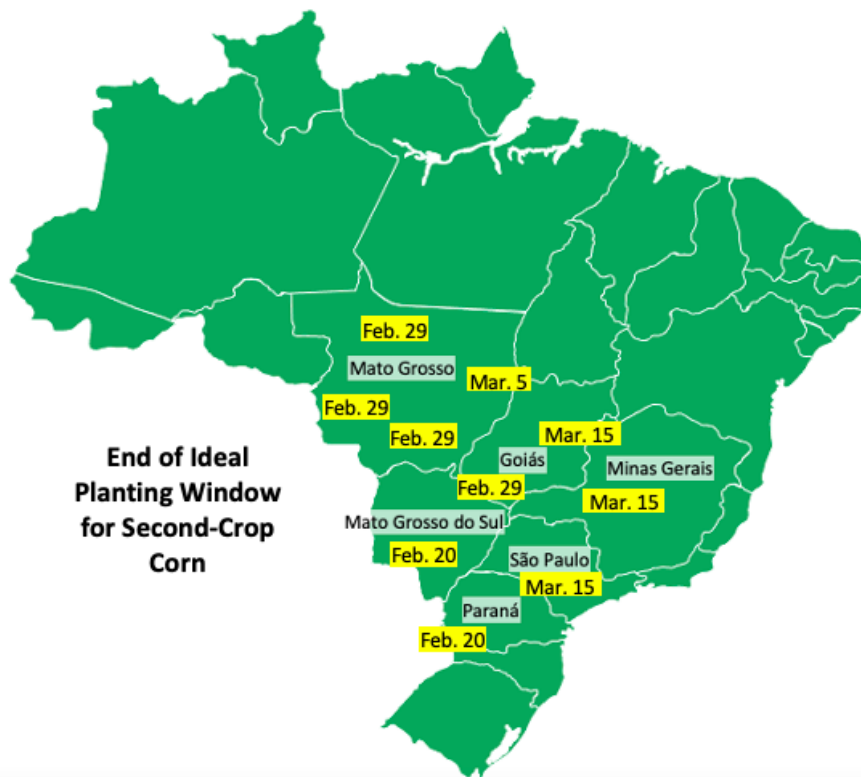 Feb. 29
Mato Grosso
Mar. 5
Feb. 29
Feb. 29
Mar. 15
Goiás
Minas Gerais
Feb. 29
Mar. 15
End of Ideal
Planting Window
for Second-Crop
Corn
Mato Grosso do Sul
Feb. 20
São Paulo
Mar. 15
Paraná
Feb. 20